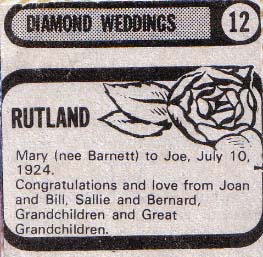 DIAMOND WEDDINGS 12
RUTLAND
Mary (nee Barnett) to Joe, July 10,
1924.
Congratulations and love from Joan
and Bill, Sallie and Bernard,
Grandchildren and Great
Grandchildren.